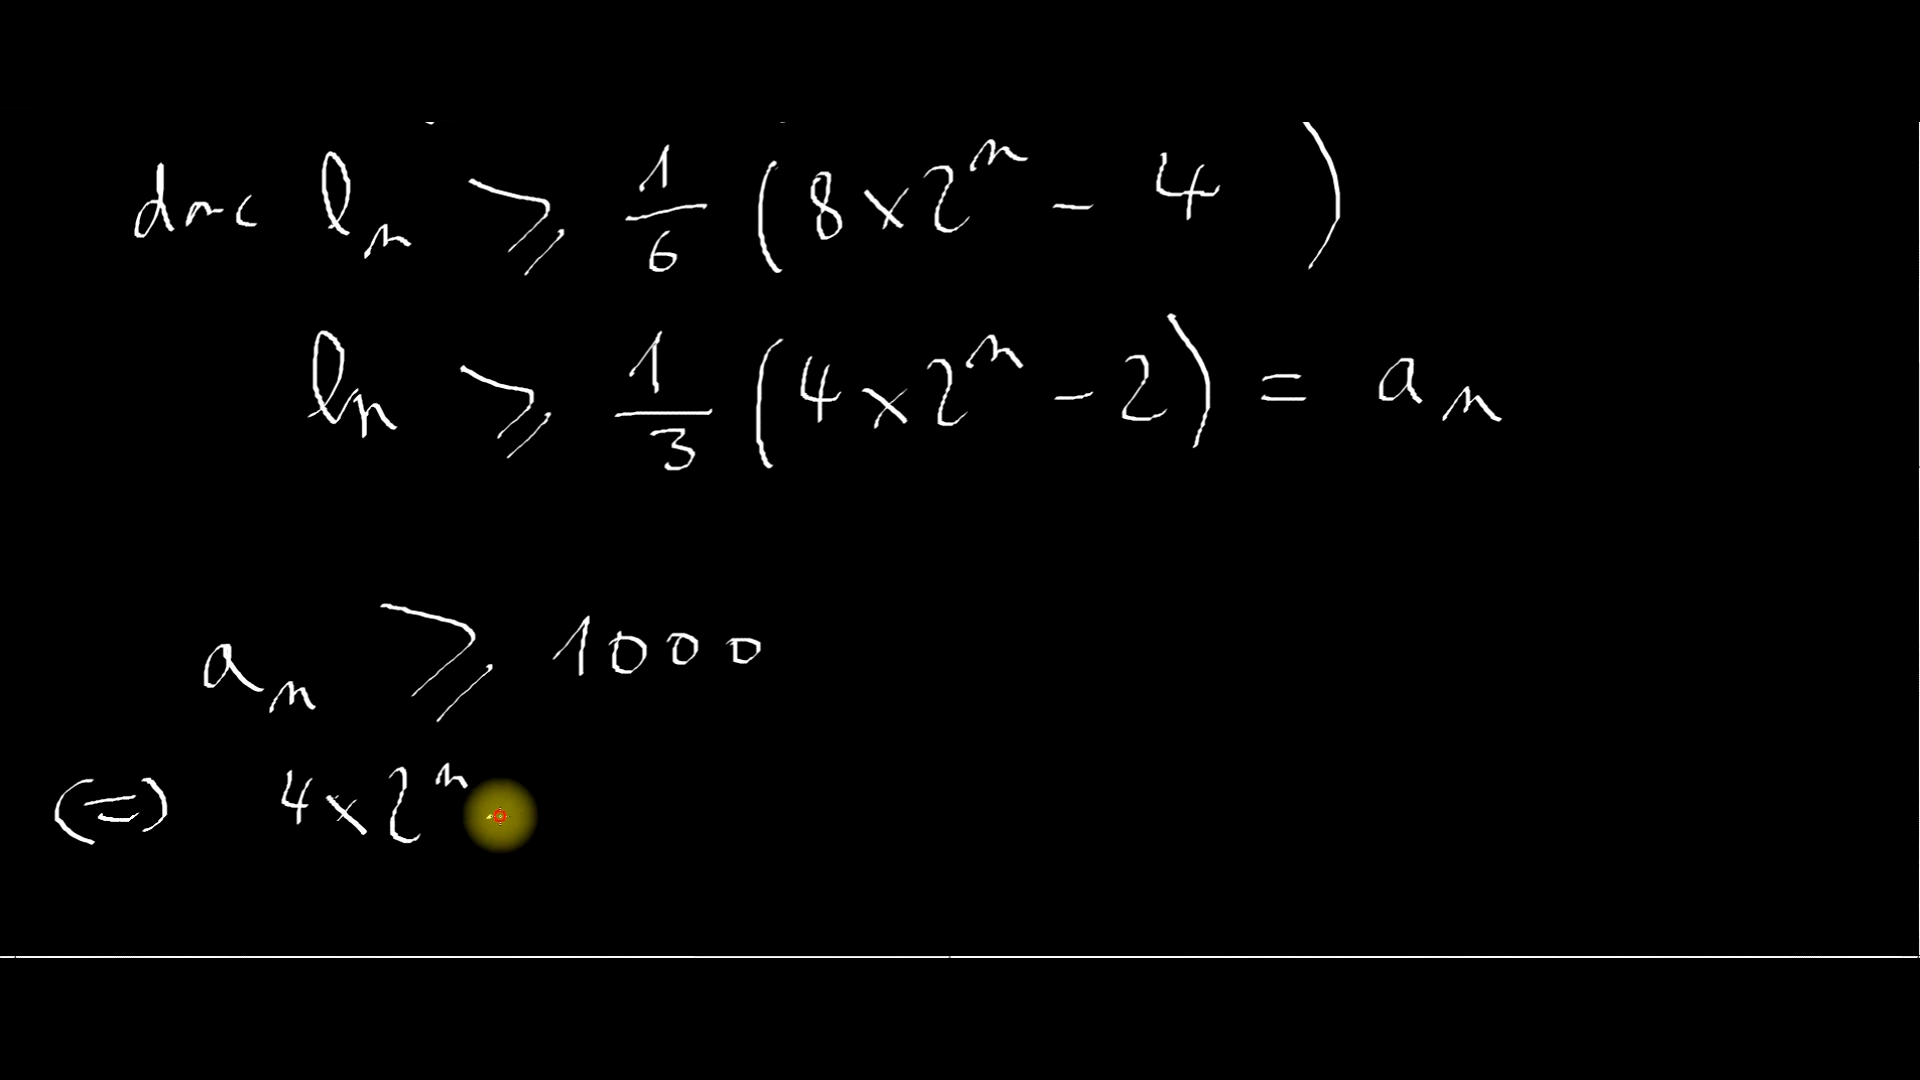 donc lₙ ⩾ 1/6 (8×2ⁿ - 4)
lₙ ⩾ 1/3 (4×2ⁿ - 2) = aₙ
aₙ ⩾ 1000
(=) 4×2ⁿ